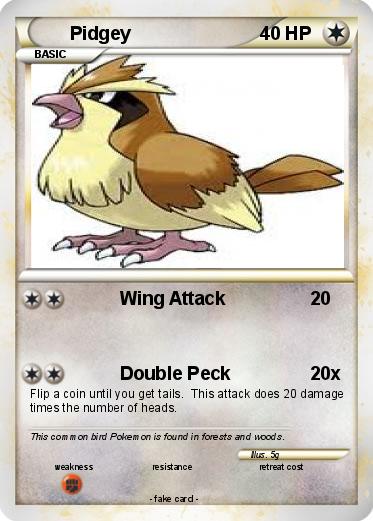 Pidgey 40 HP
BASIC
Wing Attack 20
Double Peck 20x
Flip a coin until you get tails. This attack does 20 damage
times the number of heads.
This common bird Pokemon is found in forests and woods.
Illus. 5g
weakness resistance retreat cost
- fake card -